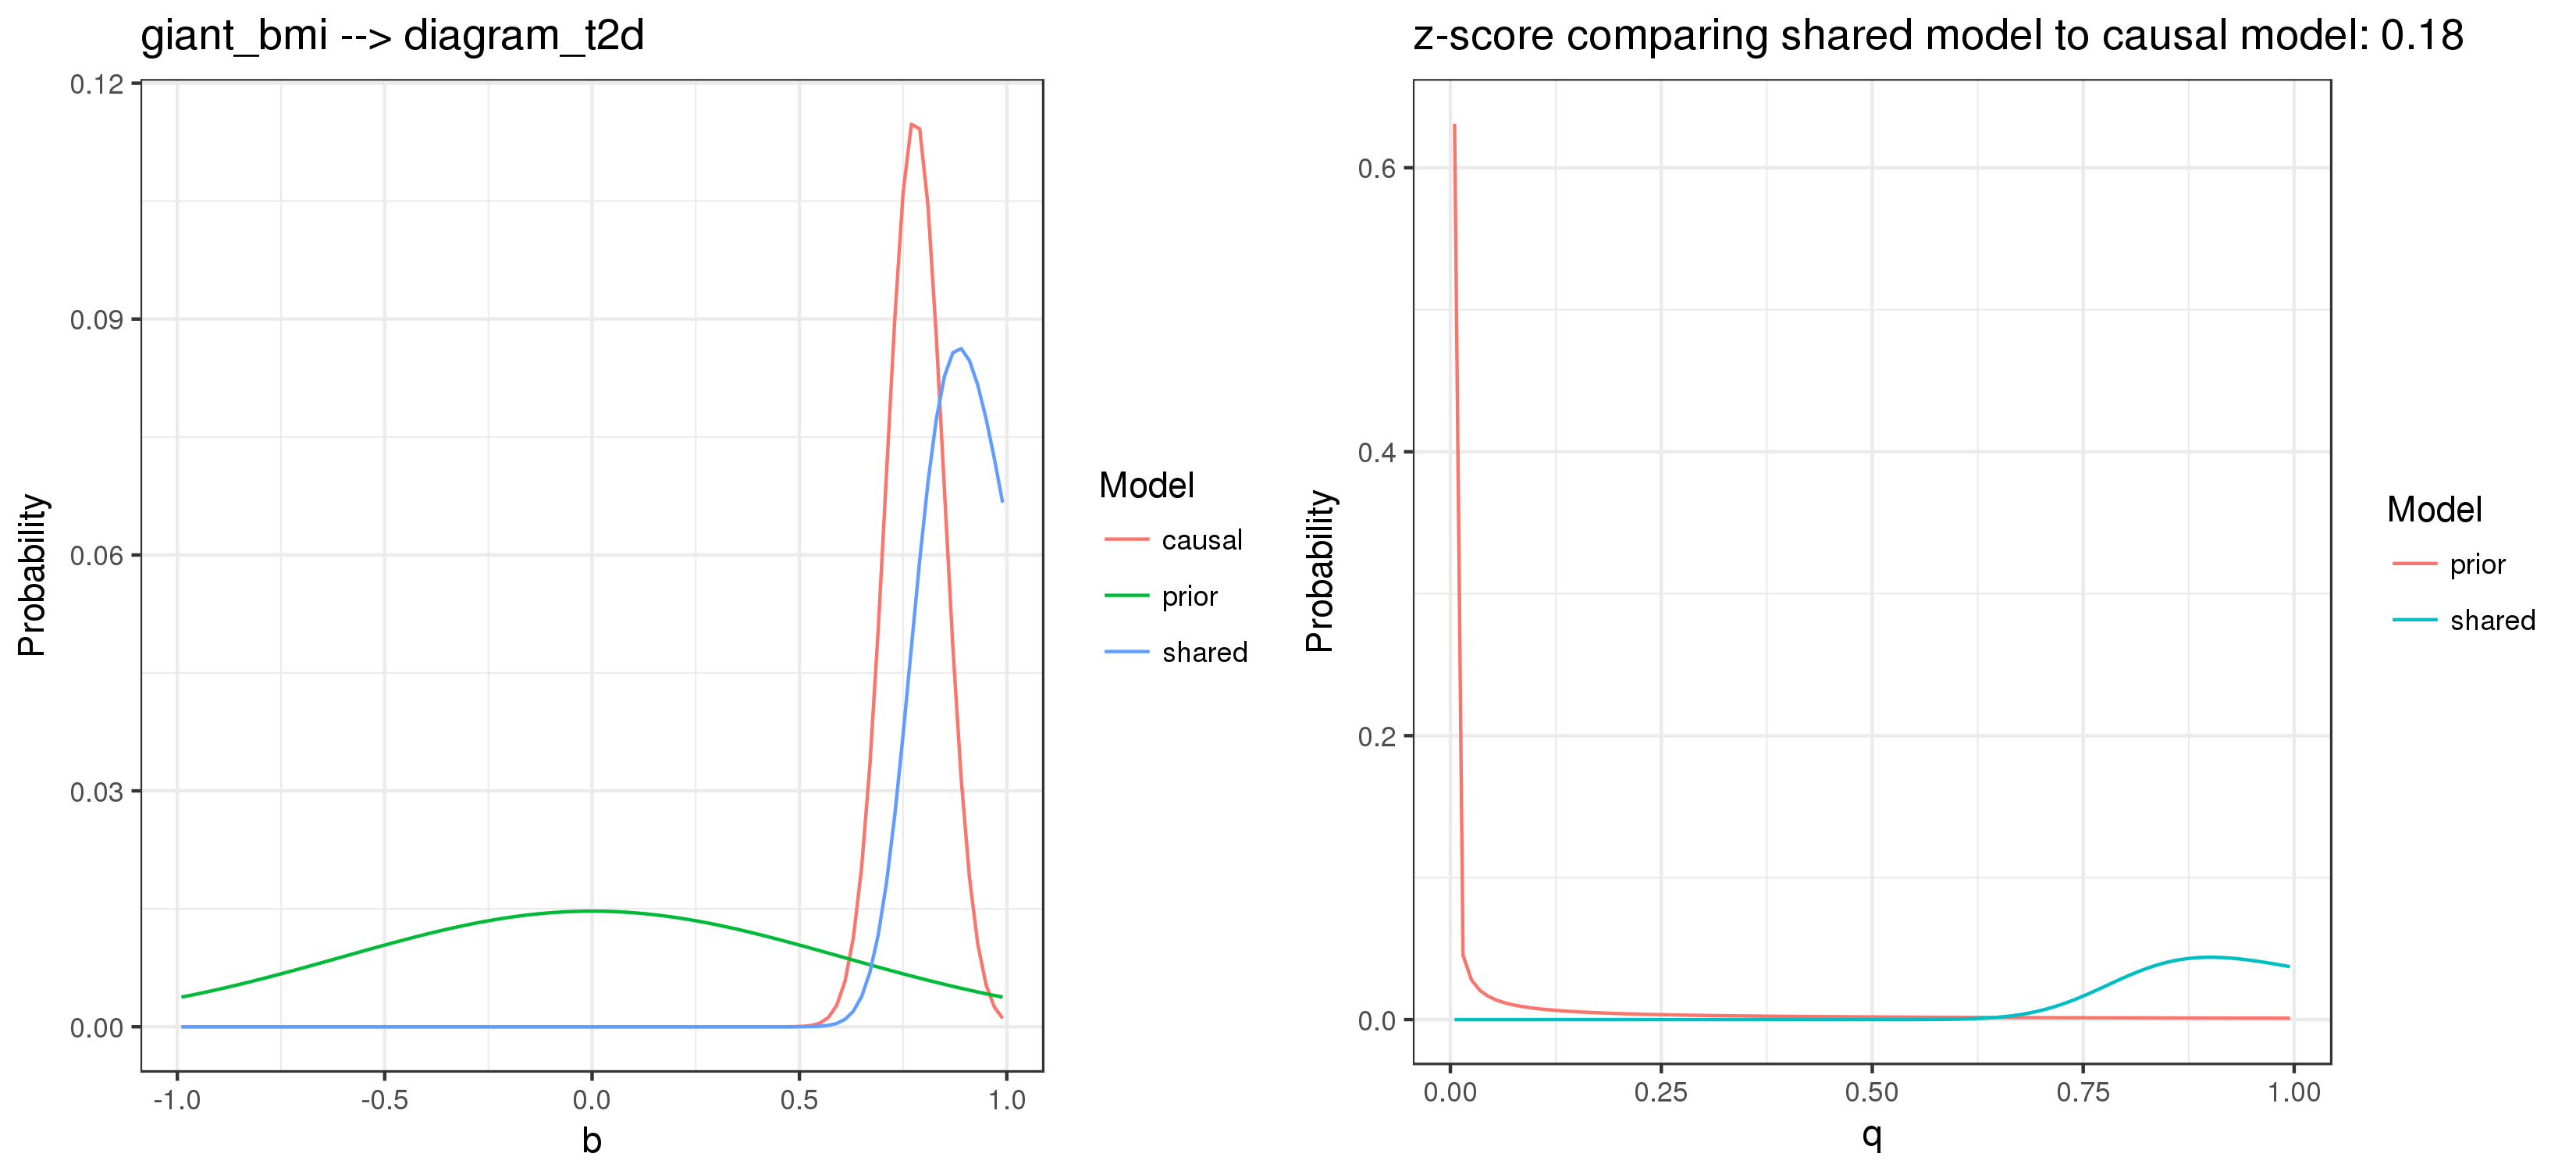 giant_bmi --> diagram_t2d
0.12
0.09
0.06
0.03
0.00
Probability
-1.0 -0.5 0.0 0.5 1.0
b
Model
causal
prior
shared
z-score comparing shared model to causal model: 0.18
0.6
0.4
0.2
0.0
Probability
0.00 0.25 0.50 0.75 1.00
q
Model
prior
shared